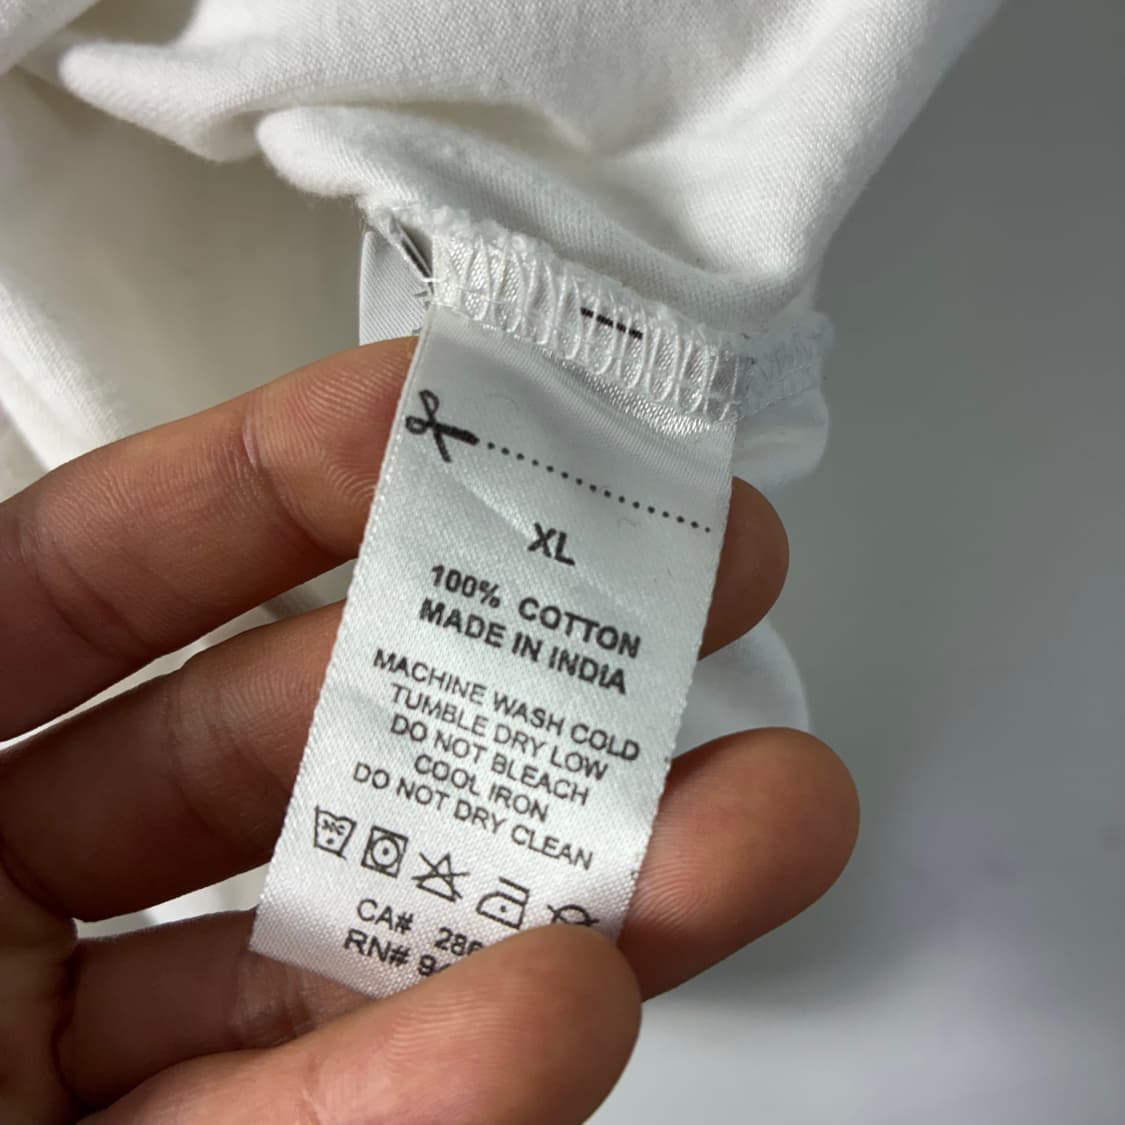 XL
100% COTTON
MADE IN INDIA
MACHINE WASH COLD
TUMBLE DRY LOW
DO NOT BLEACH
COOL IRON
DO NOT DRY CLEAN
30C
CA#
RN#